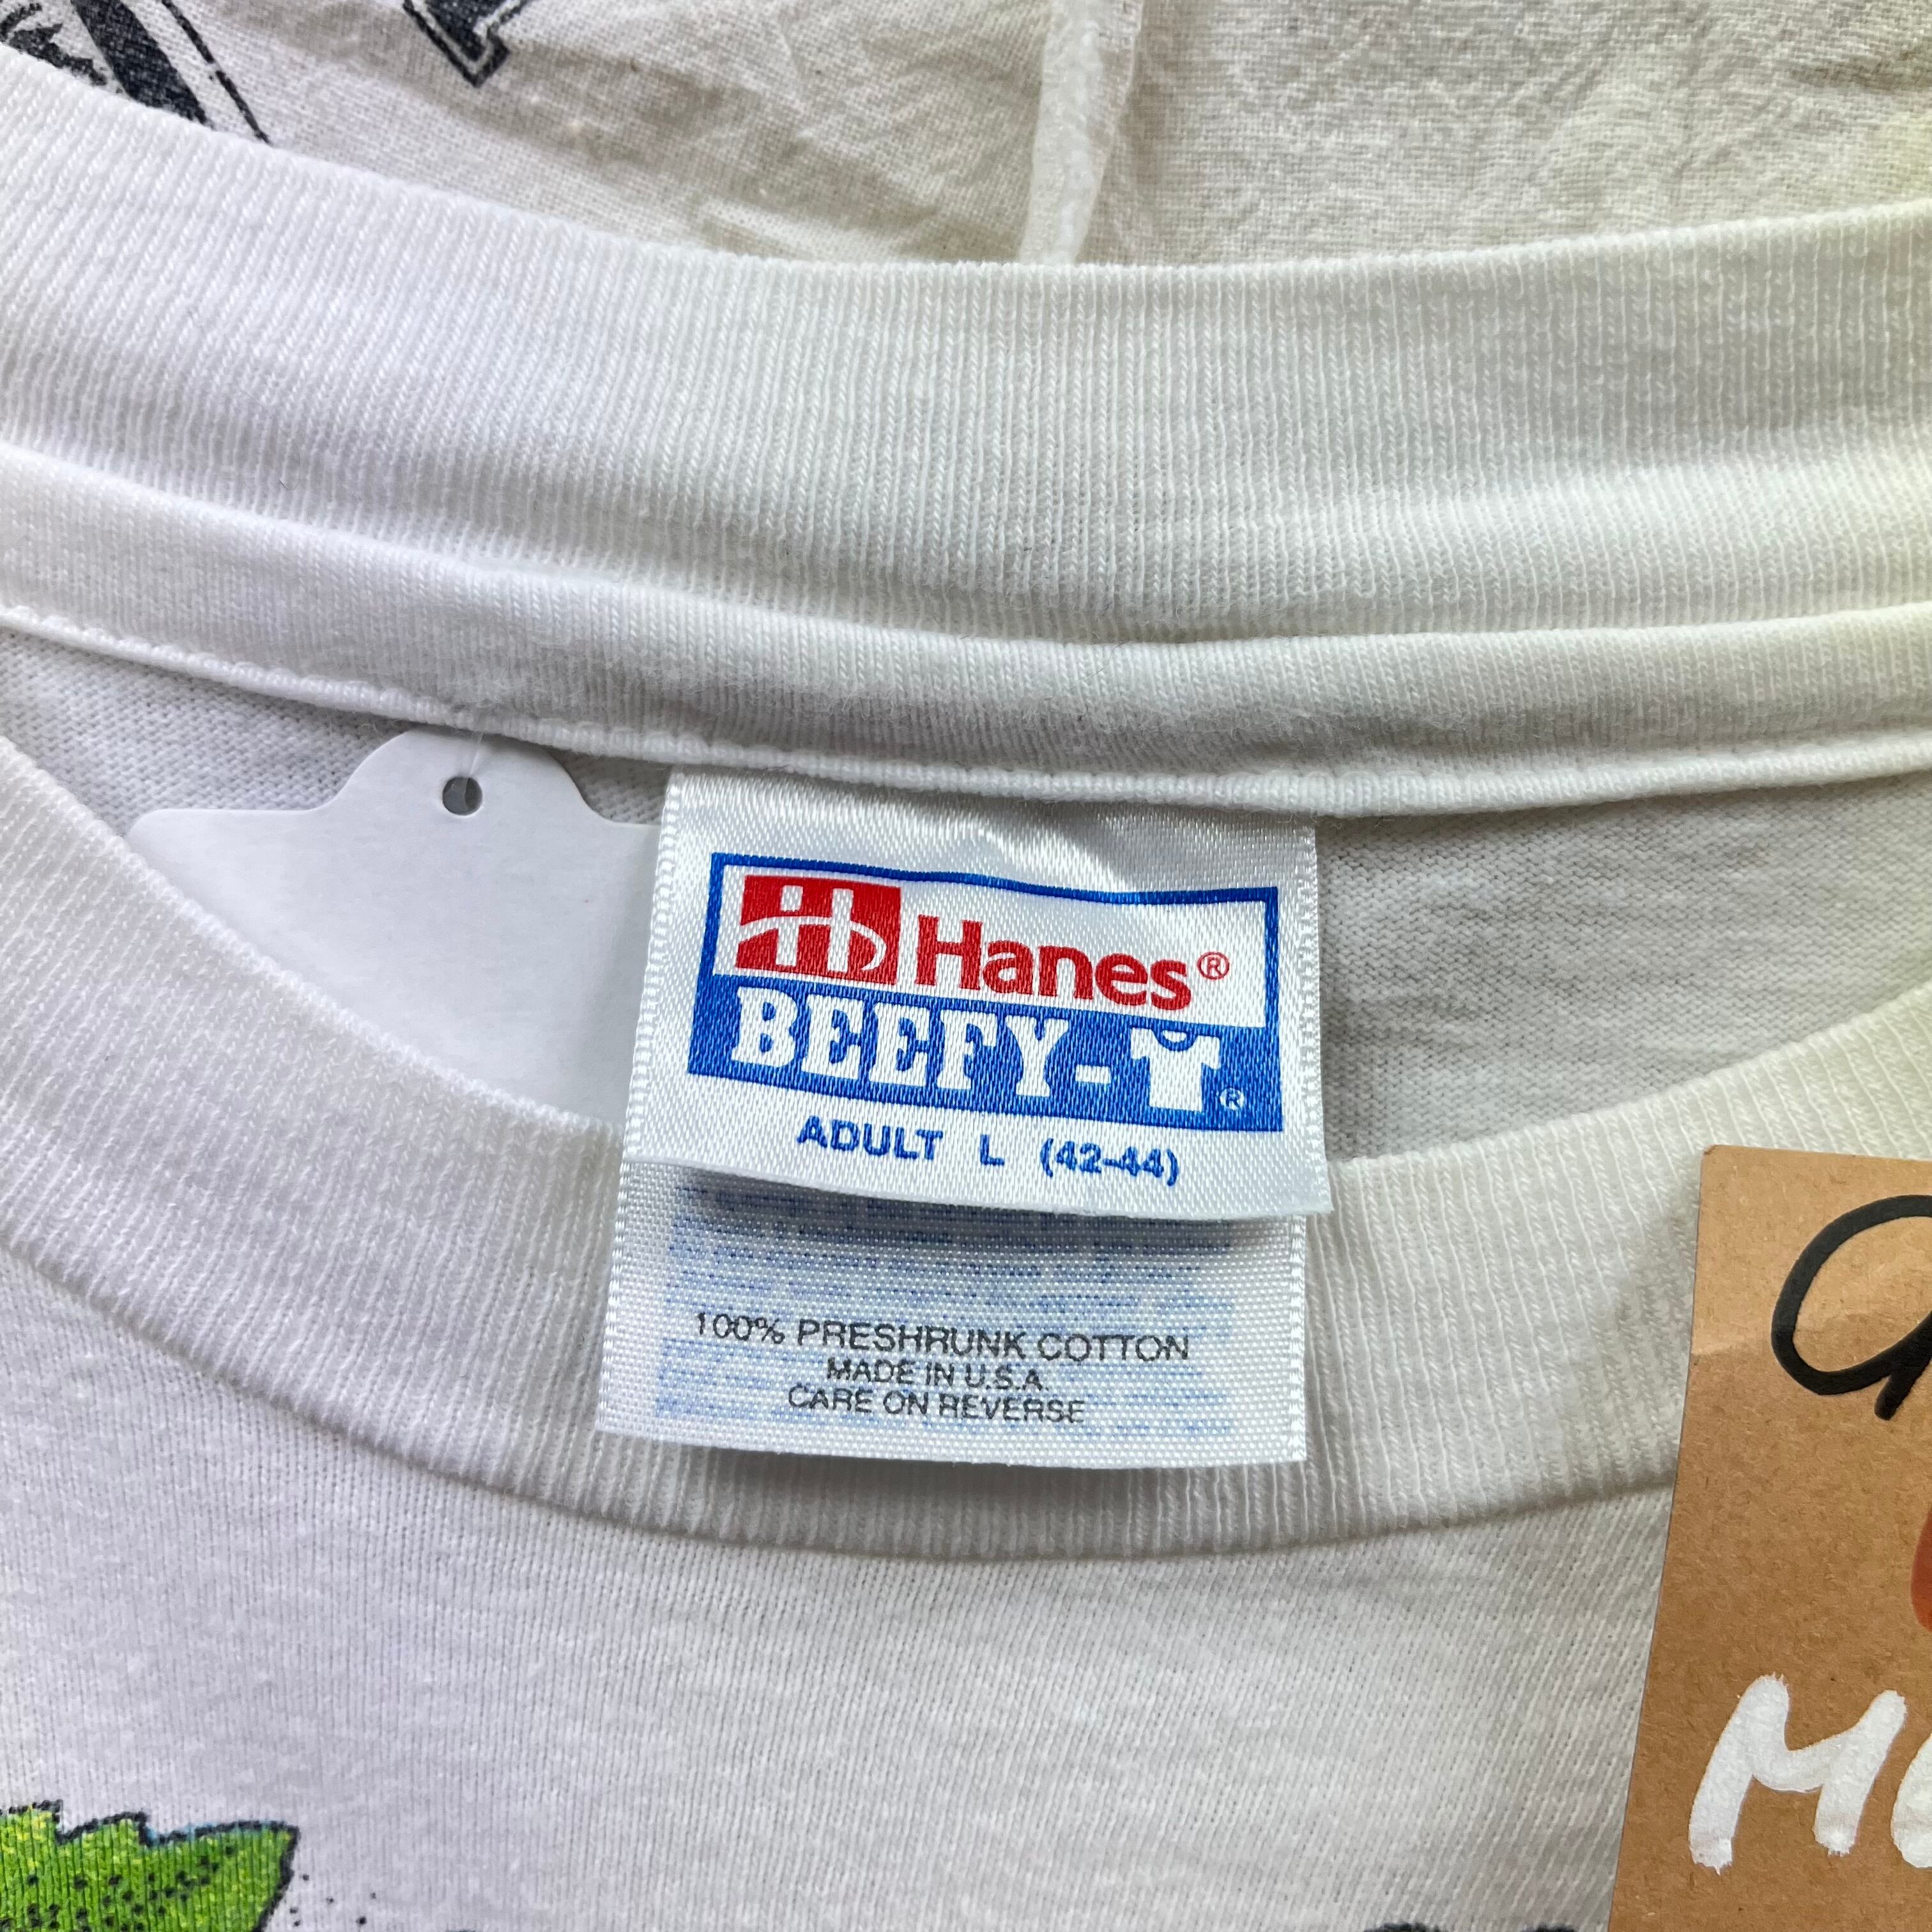 Hanes®
BEEFY-T®
ADULT L (42-44)
100% PRESHRUNK COTTON
MADE IN U.S.A.
CARE ON REVERSE